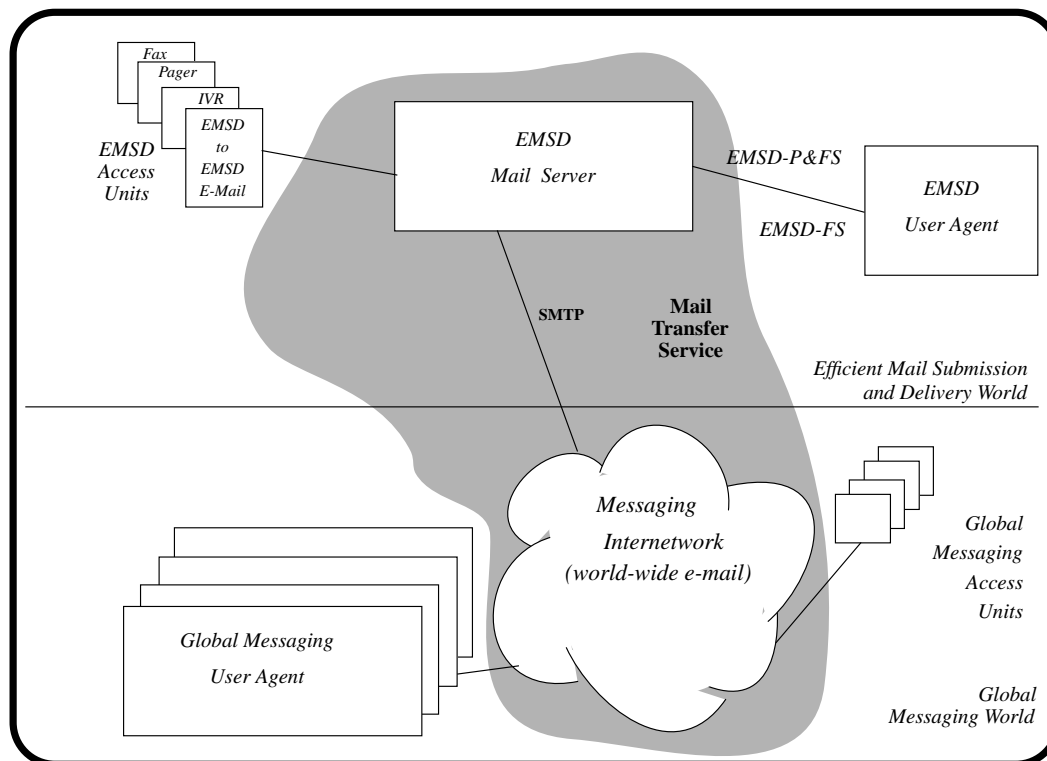 Fax
Pager
IVR
EMSD
to
EMSD
E-Mail
EMSD
Access
Units
EMSD
Mail Server
EMSD-P&FS
EMSD-FS
EMSD
User Agent
SMTP
Mail
Transfer
Service
Efficient Mail Submission
and Delivery World
Messaging
Internetwork
(world-wide e-mail)
Global
Messaging
Access
Units
Global Messaging
User Agent
Global
Messaging World